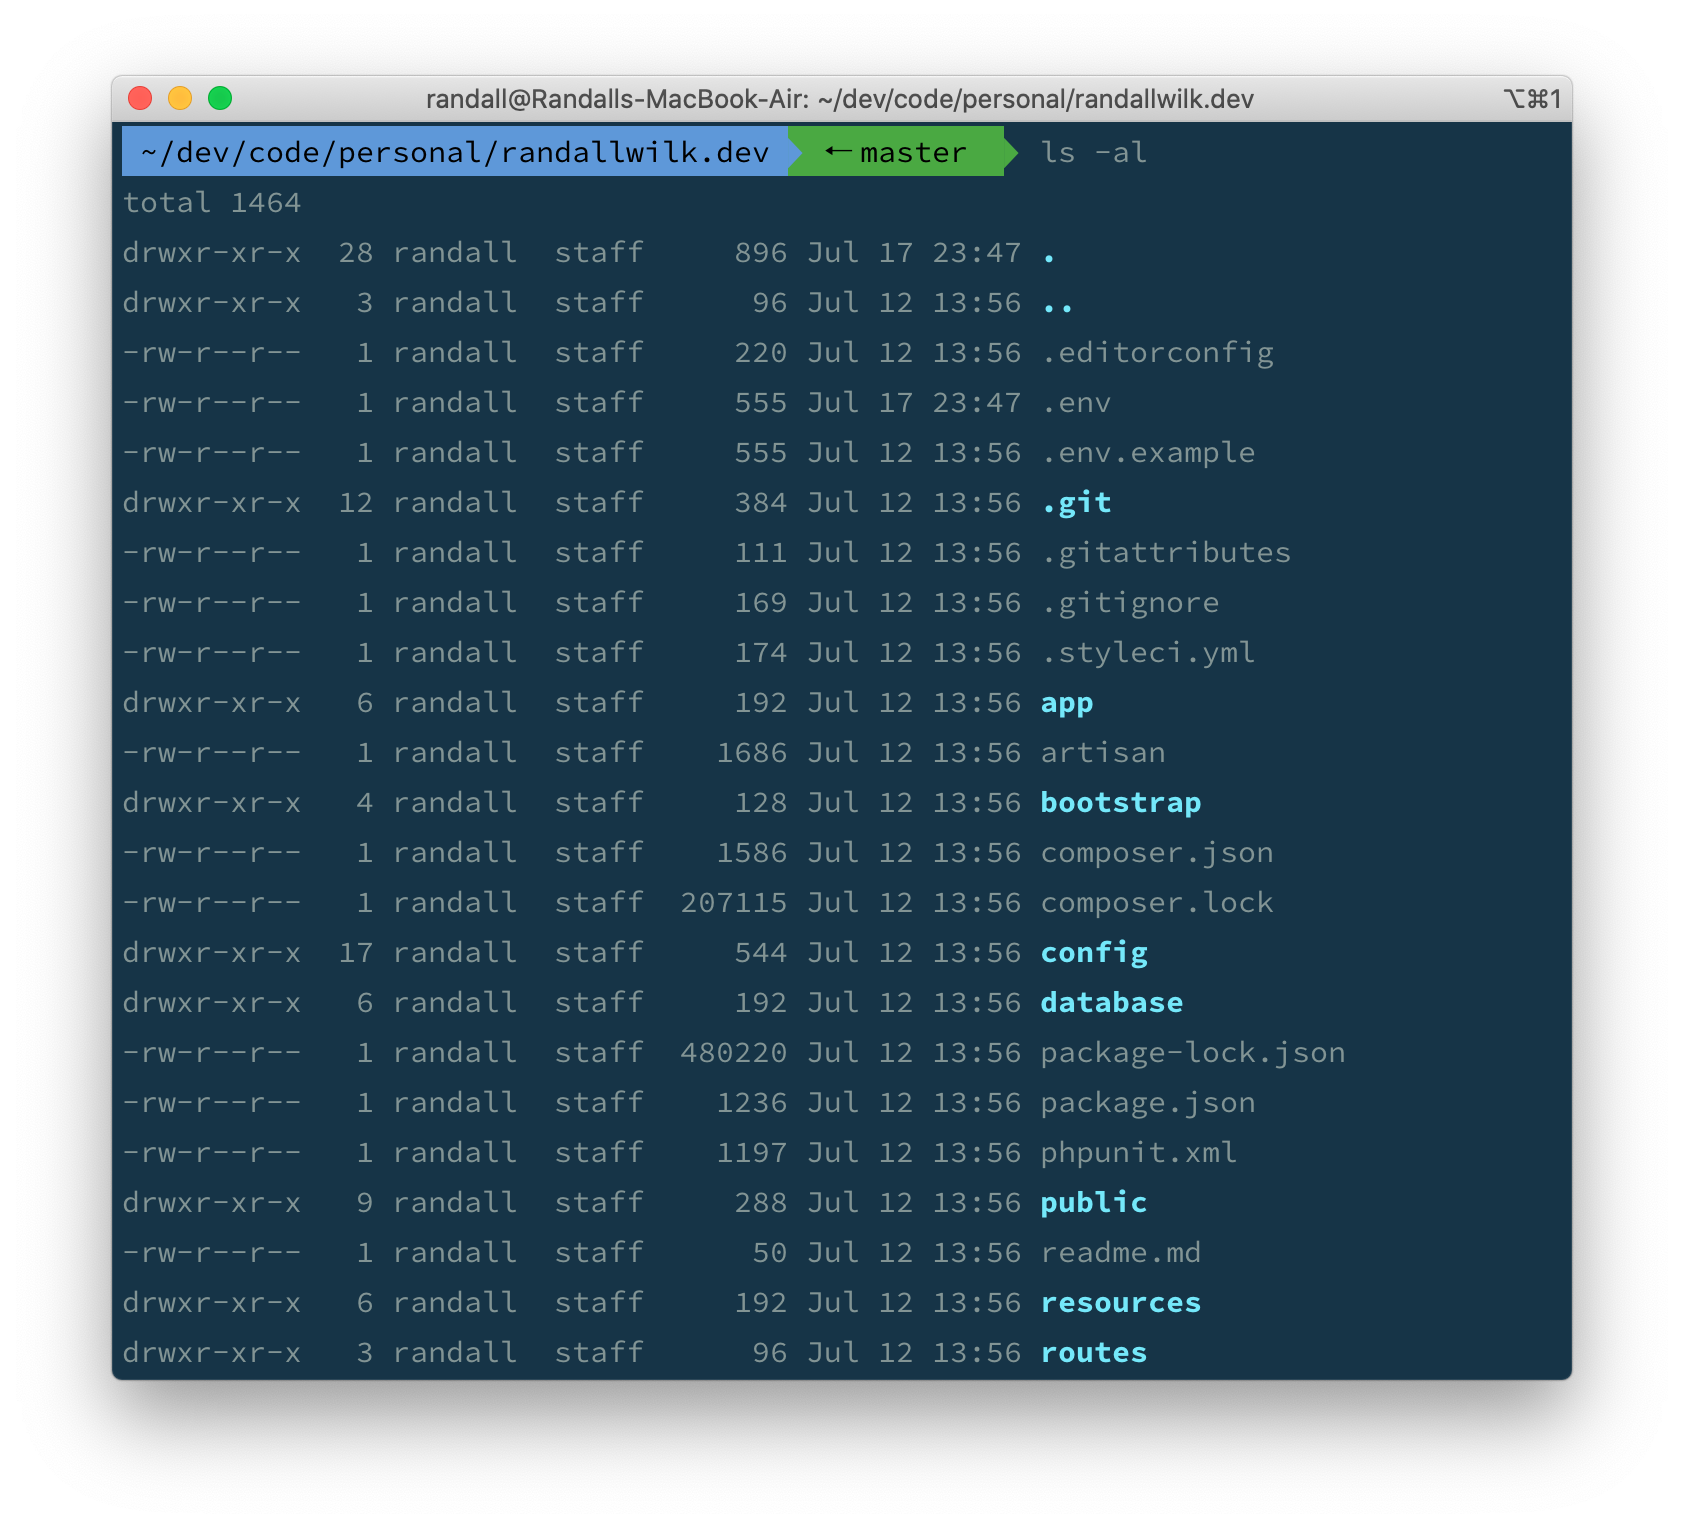 randall@Randalls-MacBook-Air: ~/dev/code/personal/randallwilk.dev ⌥⌘1
~/dev/code/personal/randallwilk.dev ← master ls -al
total 1464
drwxr-xr-x  28 randall  staff     896 Jul 17 23:47 .
drwxr-xr-x   3 randall  staff      96 Jul 12 13:56 ..
-rw-r--r--   1 randall  staff     220 Jul 12 13:56 .editorconfig
-rw-r--r--   1 randall  staff     555 Jul 17 23:47 .env
-rw-r--r--   1 randall  staff     555 Jul 12 13:56 .env.example
drwxr-xr-x  12 randall  staff     384 Jul 12 13:56 .git
-rw-r--r--   1 randall  staff     111 Jul 12 13:56 .gitattributes
-rw-r--r--   1 randall  staff     169 Jul 12 13:56 .gitignore
-rw-r--r--   1 randall  staff     174 Jul 12 13:56 .styleci.yml
drwxr-xr-x   6 randall  staff     192 Jul 12 13:56 app
-rw-r--r--   1 randall  staff    1686 Jul 12 13:56 artisan
drwxr-xr-x   4 randall  staff     128 Jul 12 13:56 bootstrap
-rw-r--r--   1 randall  staff    1586 Jul 12 13:56 composer.json
-rw-r--r--   1 randall  staff  207115 Jul 12 13:56 composer.lock
drwxr-xr-x  17 randall  staff     544 Jul 12 13:56 config
drwxr-xr-x   6 randall  staff     192 Jul 12 13:56 database
-rw-r--r--   1 randall  staff  480220 Jul 12 13:56 package-lock.json
-rw-r--r--   1 randall  staff    1236 Jul 12 13:56 package.json
-rw-r--r--   1 randall  staff    1197 Jul 12 13:56 phpunit.xml
drwxr-xr-x   9 randall  staff     288 Jul 12 13:56 public
-rw-r--r--   1 randall  staff      50 Jul 12 13:56 readme.md
drwxr-xr-x   6 randall  staff     192 Jul 12 13:56 resources
drwxr-xr-x   3 randall  staff      96 Jul 12 13:56 routes